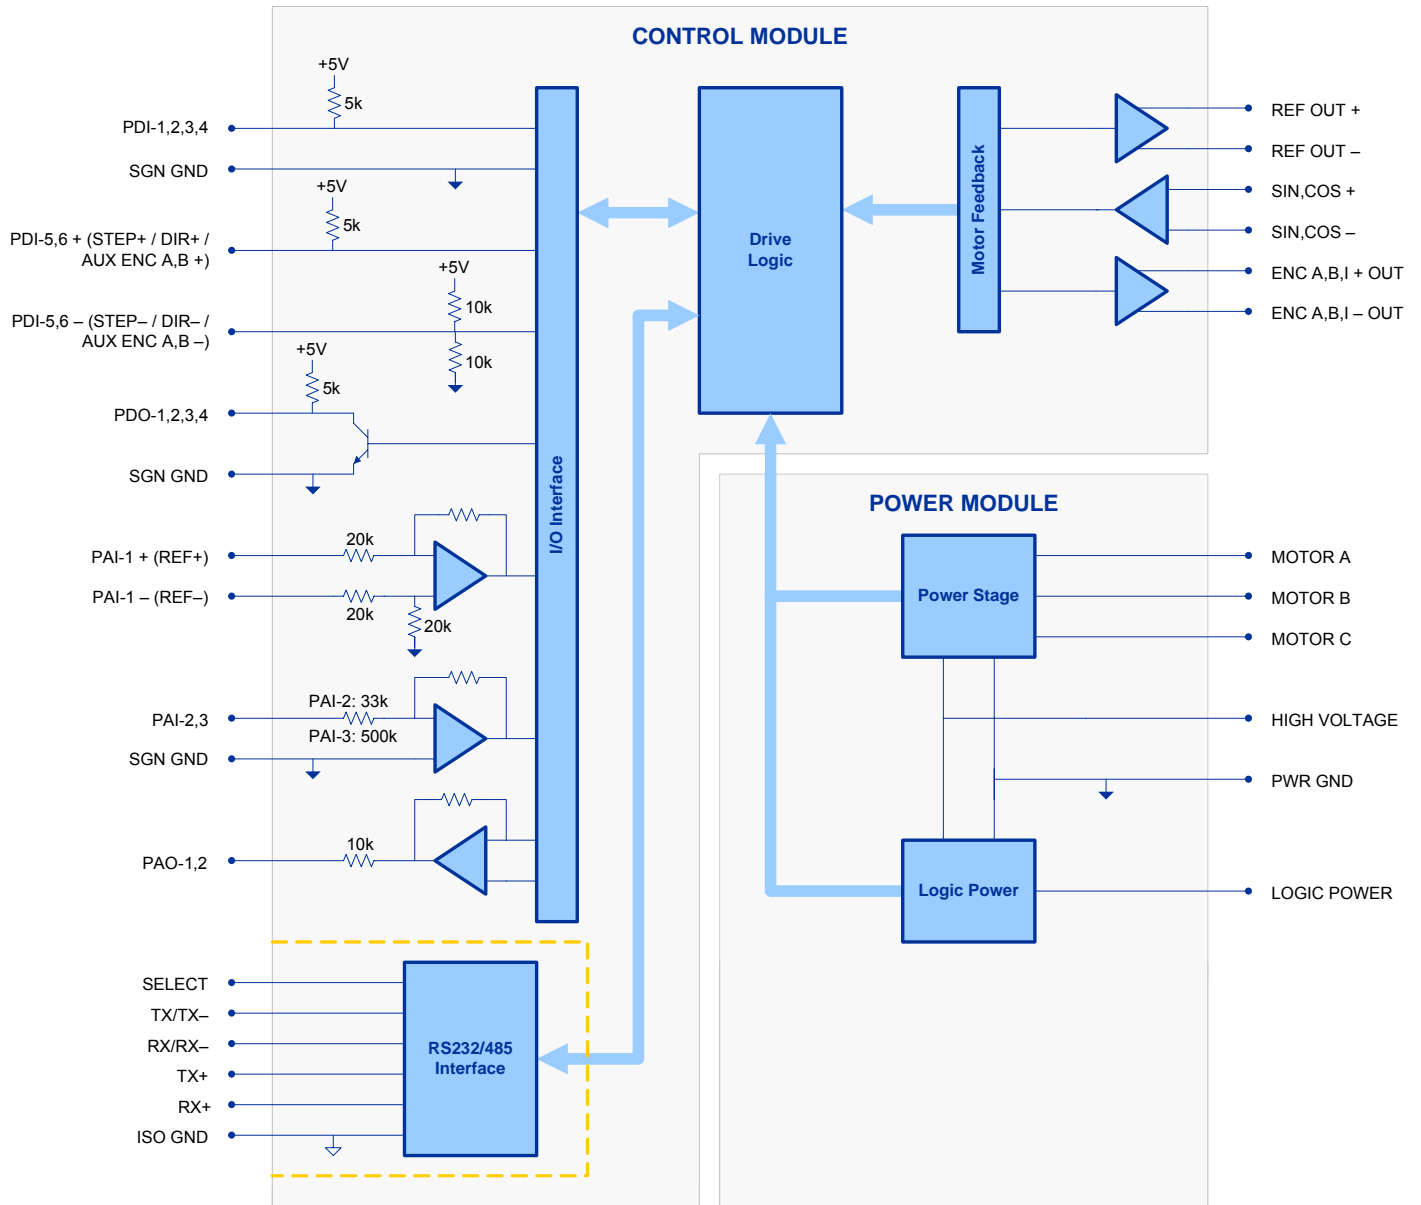 CONTROL MODULE
+5V
5k
PDI-1,2,3,4
SGN GND
+5V
5k
PDI-5,6 + (STEP+ / DIR+ /
AUX ENC A,B +)
+5V
10k
PDI-5,6 – (STEP– / DIR– /
AUX ENC A,B –)
10k
+5V
5k
PDO-1,2,3,4
SGN GND
20k
PAI-1 + (REF+)
PAI-1 – (REF–)
20k
20k
PAI-2: 33k
PAI-2,3
PAI-3: 500k
SGN GND
10k
PAO-1,2
I/O Interface
SELECT
TX/TX–
RX/RX–
TX+
RX+
ISO GND
RS232/485
Interface
Drive
Logic
Motor Feedback
REF OUT +
REF OUT –
SIN,COS +
SIN,COS –
ENC A,B,I + OUT
ENC A,B,I – OUT
POWER MODULE
Power Stage
MOTOR A
MOTOR B
MOTOR C
HIGH VOLTAGE
PWR GND
Logic Power
LOGIC POWER